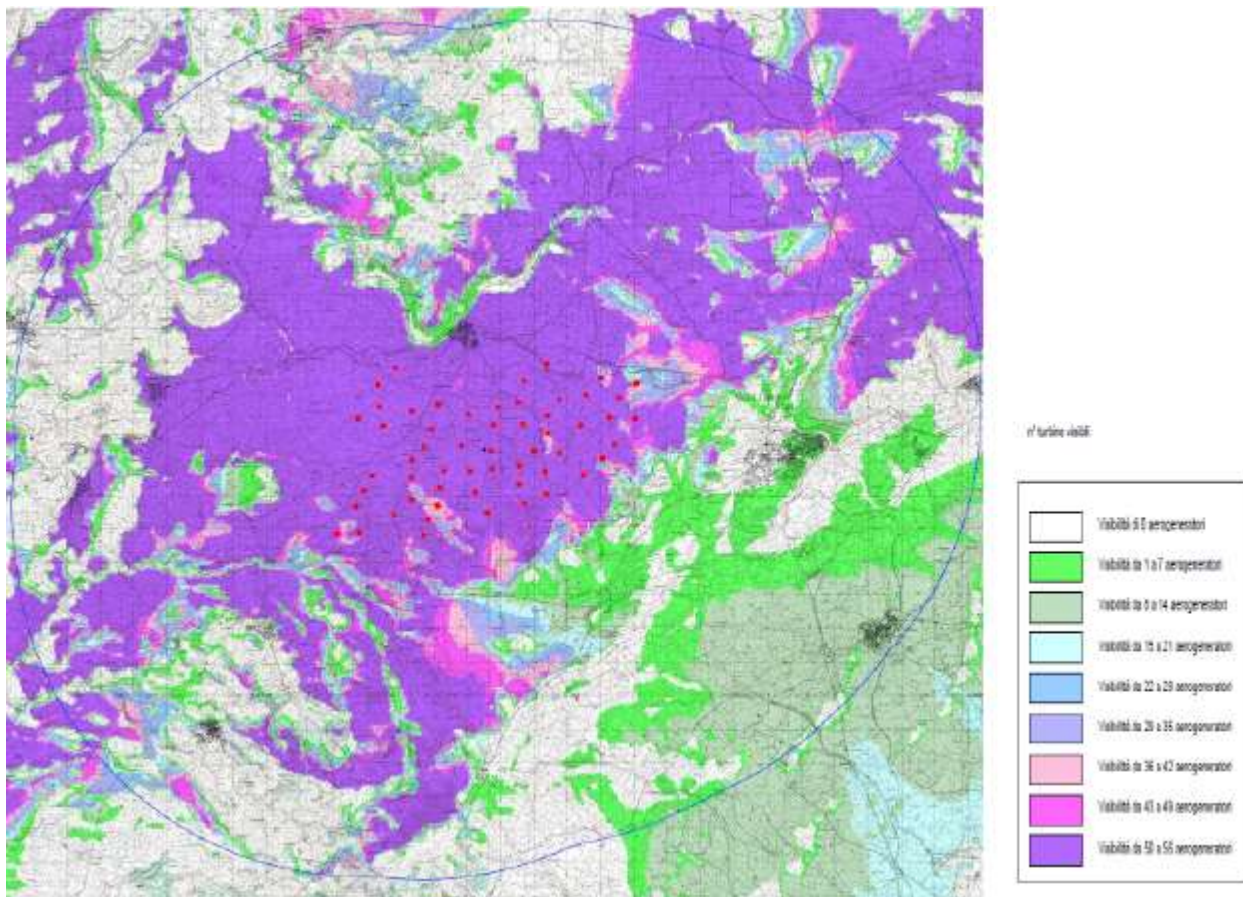 n° turbine visibili
Visibilità di 0 aerogeneratori
Visibilità da 1 a 7 aerogeneratori
Visibilità da 8 a 14 aerogeneratori
Visibilità da 15 a 21 aerogeneratori
Visibilità da 22 a 28 aerogeneratori
Visibilità da 29 a 35 aerogeneratori
Visibilità da 36 a 42 aerogeneratori
Visibilità da 43 a 49 aerogeneratori
Visibilità da 50 a 56 aerogeneratori